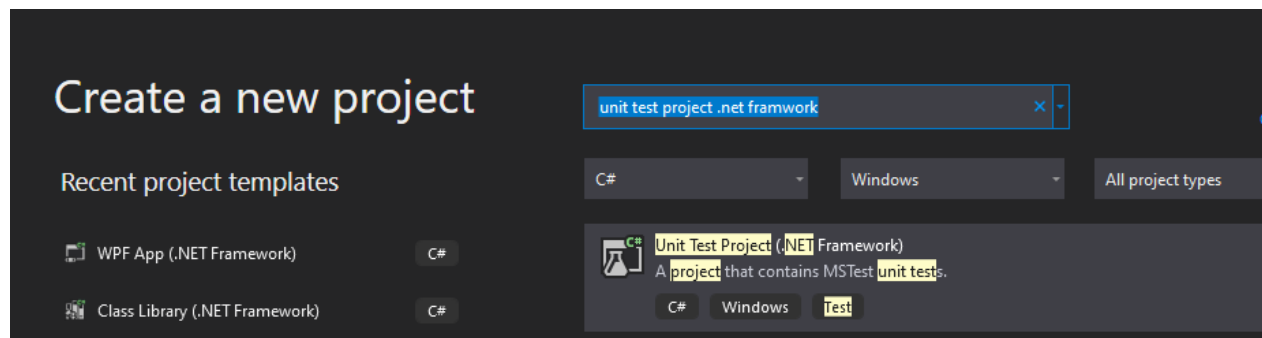 Create a new project
unit test project .net framwork
Recent project templates
C#
Windows
All project types
WPF App (.NET Framework)
C#
Class Library (.NET Framework)
C#
C#
Unit Test Project (.NET Framework)
A project that contains MSTest unit tests.
C#
Windows
Test